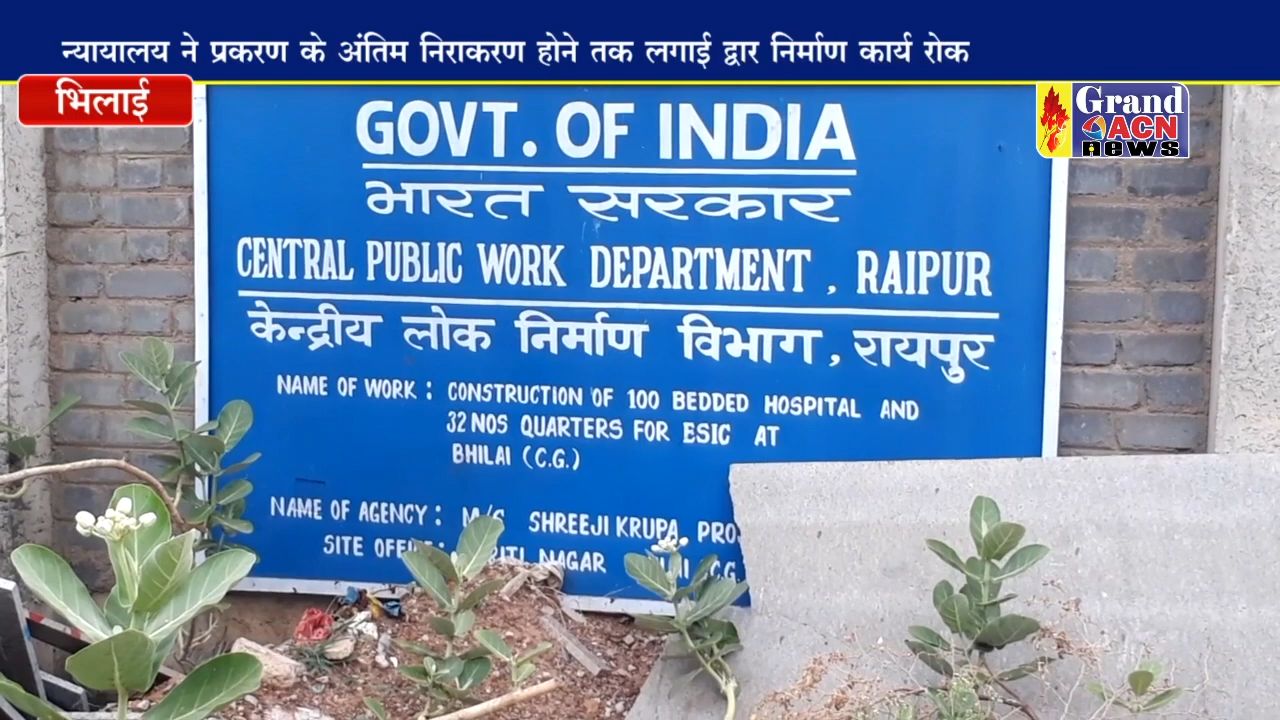 न्यायालय ने प्रकरण के अंतिम निराकरण होने तक लगाई द्वार निर्माण कार्य रोक
भिलाई
Grand
ACN
news
GOVT. OF INDIA
भारत सरकार
CENTRAL PUBLIC WORK DEPARTMENT, RAIPUR
केन्द्रीय लोक निर्माण विभाग, रायपुर
NAME OF WORK : CONSTRUCTION OF 100 BEDDED HOSPITAL AND
32 NOS QUARTERS FOR ESIC AT
BHILAI (C.G.)
NAME OF AGENCY : SHREEJI KRUPA,
SITE NAGAR (C.G.